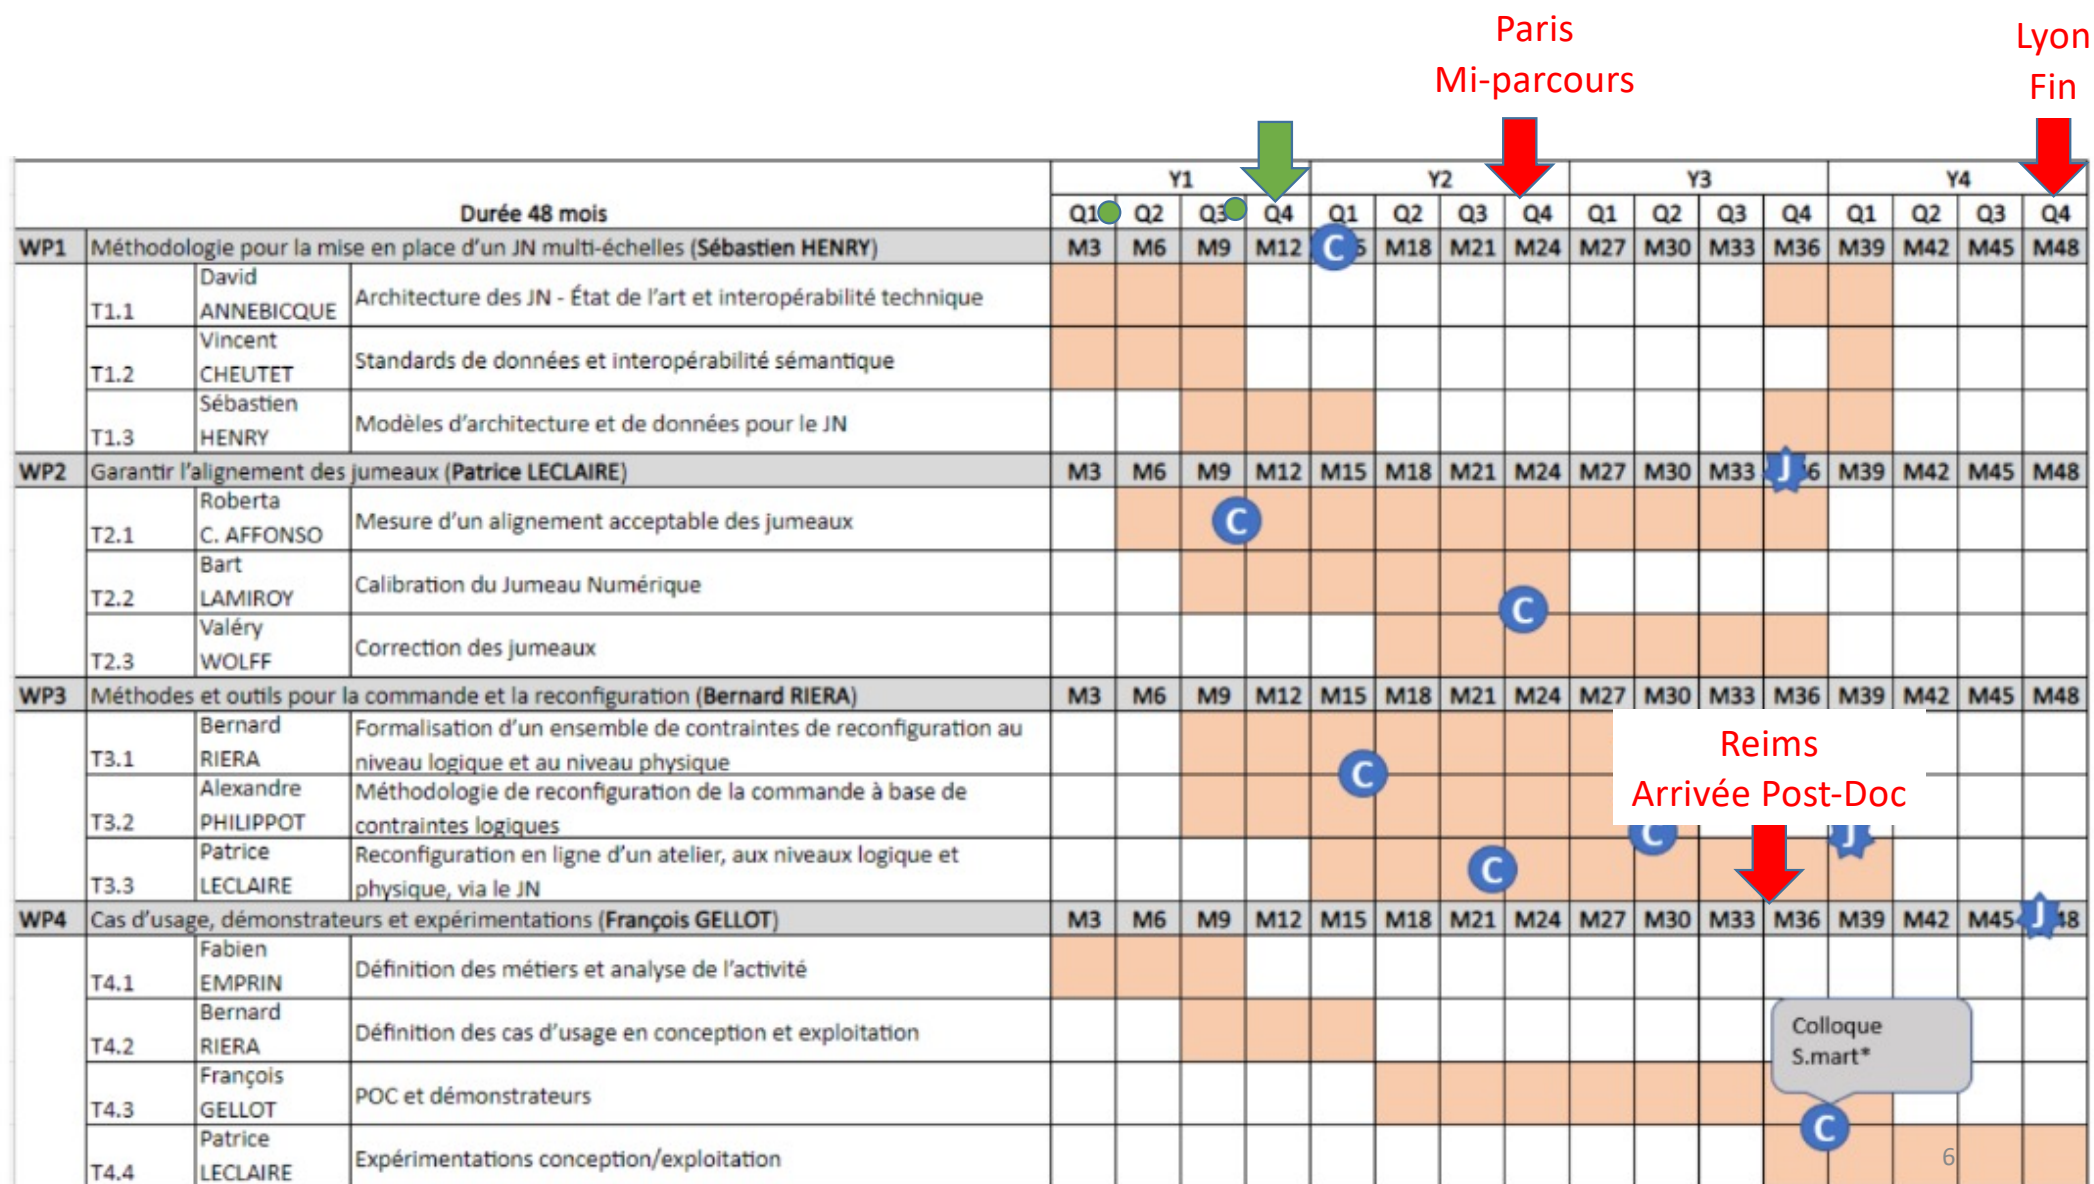 Paris
Mi-parcours
Lyon
Fin
Y1 Y2 Y3 Y4
Durée 48 mois Q1 Q2 Q3 Q4 Q1 Q2 Q3 Q4 Q1 Q2 Q3 Q4 Q1 Q2 Q3 Q4
WP1 Méthodologie pour la mise en place d'un JN multi-échelles (Sébastien HENRY) M3 M6 M9 M12 C 5 M18 M21 M24 M27 M30 M33 M36 M39 M42 M45 M48
T1.1 David ANNEBICQUE Architecture des JN - État de l'art et interopérabilité technique
T1.2 Vincent CHEUTET Standards de données et interopérabilité sémantique
T1.3 Sébastien HENRY Modèles d'architecture et de données pour le JN
WP2 Garantir l'alignement des jumeaux (Patrice LECLAIRE) M3 M6 M9 M12 M15 M18 M21 M24 M27 M30 M33 J 6 M39 M42 M45 M48
T2.1 Roberta C. AFFONSO Mesure d'un alignement acceptable des jumeaux C
T2.2 Bart LAMIROY Calibration du Jumeau Numérique C
T2.3 Valéry WOLFF Correction des jumeaux
WP3 Méthodes et outils pour la commande et la reconfiguration (Bernard RIERA) M3 M6 M9 M12 M15 M18 M21 M24 M27 M30 M33 M36 M39 M42 M45 M48
T3.1 Bernard RIERA Formalisation d'un ensemble de contraintes de reconfiguration au
niveau logique et au niveau physique C
Reims
Arrivée Post-Doc
T3.2 Alexandre PHILIPPOT Méthodologie de reconfiguration de la commande à base de
contraintes logiques C J
T3.3 Patrice LECLAIRE Reconfiguration en ligne d'un atelier, aux niveaux logique et
physique, via le JN C
WP4 Cas d'usage, démonstrateurs et expérimentations (François GELLOT) M3 M6 M9 M12 M15 M18 M21 M24 M27 M30 M33 M36 M39 M42 M45 J 48
T4.1 Fabien EMPRIN Définition des métiers et analyse de l'activité
T4.2 Bernard RIERA Définition des cas d'usage en conception et exploitation
Colloque
S.mart*
T4.3 François GELLOT POC et démonstrateurs
C
T4.4 Patrice LECLAIRE Expérimentations conception/exploitation
6